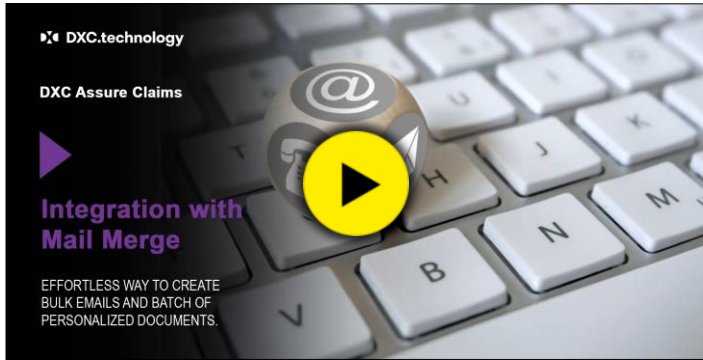 DXC.technology
DXC Assure Claims
Integration with
Mail Merge
EFFORTLESS WAY TO CREATE
BULK EMAILS AND BATCH OF
PERSONALIZED DOCUMENTS.
@
T
U
K
J
H
M
N
B
V